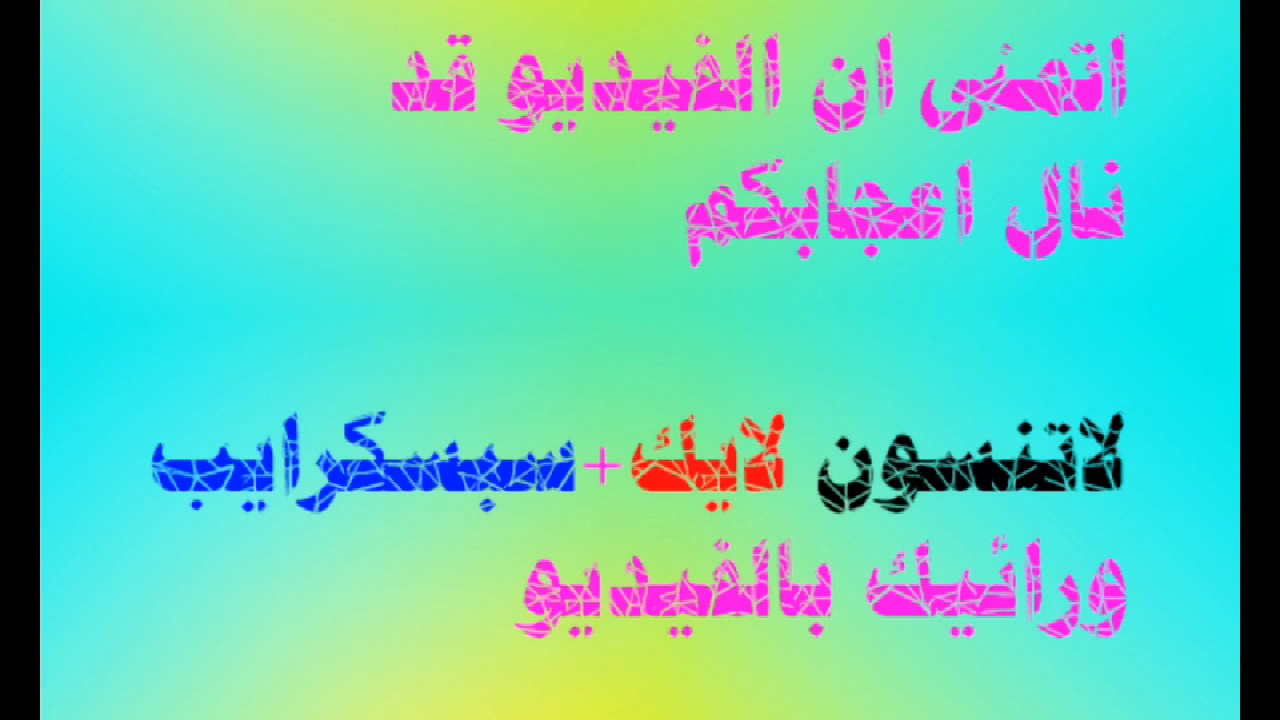 اتمنى ان الفيديو قد
نال اعجابكم
لاتنسون لايك+سبسكرايب
ورائيك بالفيديو